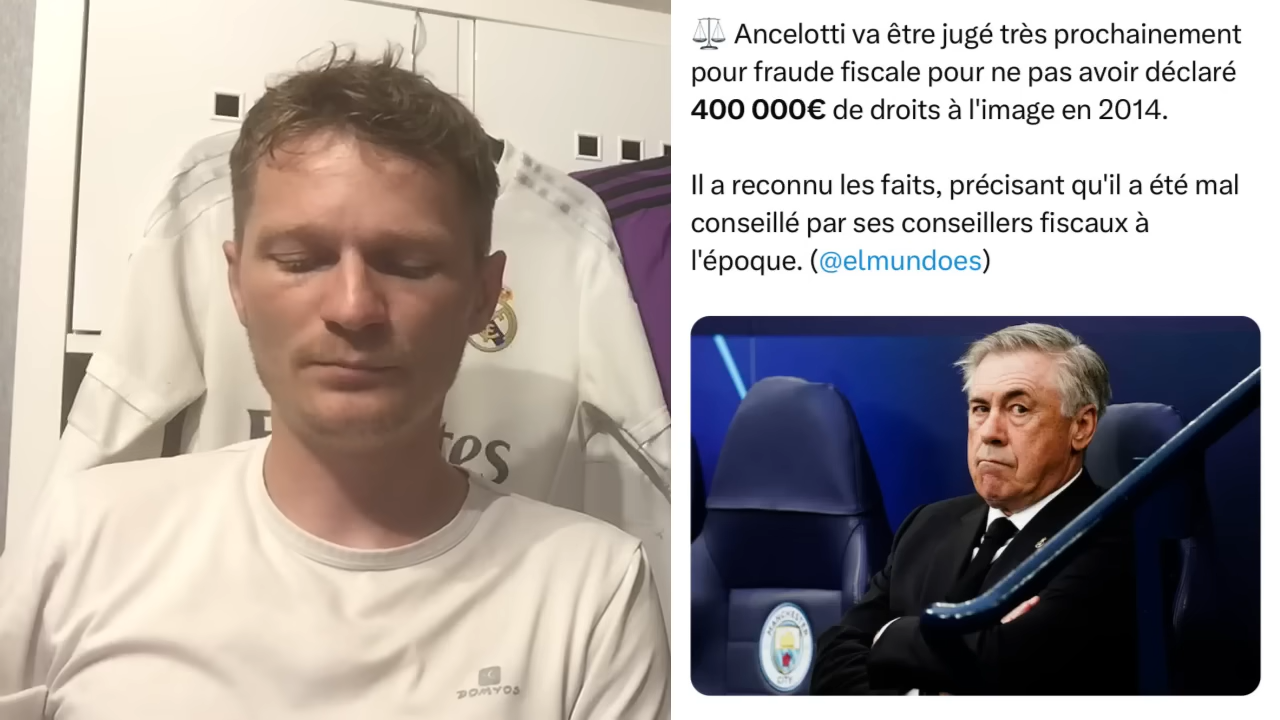 ⚖️ Ancelotti va être jugé très prochainement
pour fraude fiscale pour ne pas avoir déclaré
400 000€ de droits à l'image en 2014.
Il a reconnu les faits, précisant qu'il a été mal
conseillé par ses conseillers fiscaux à
l'époque. (@elmundoes)
DOMYOS
MANCHESTER
CITY